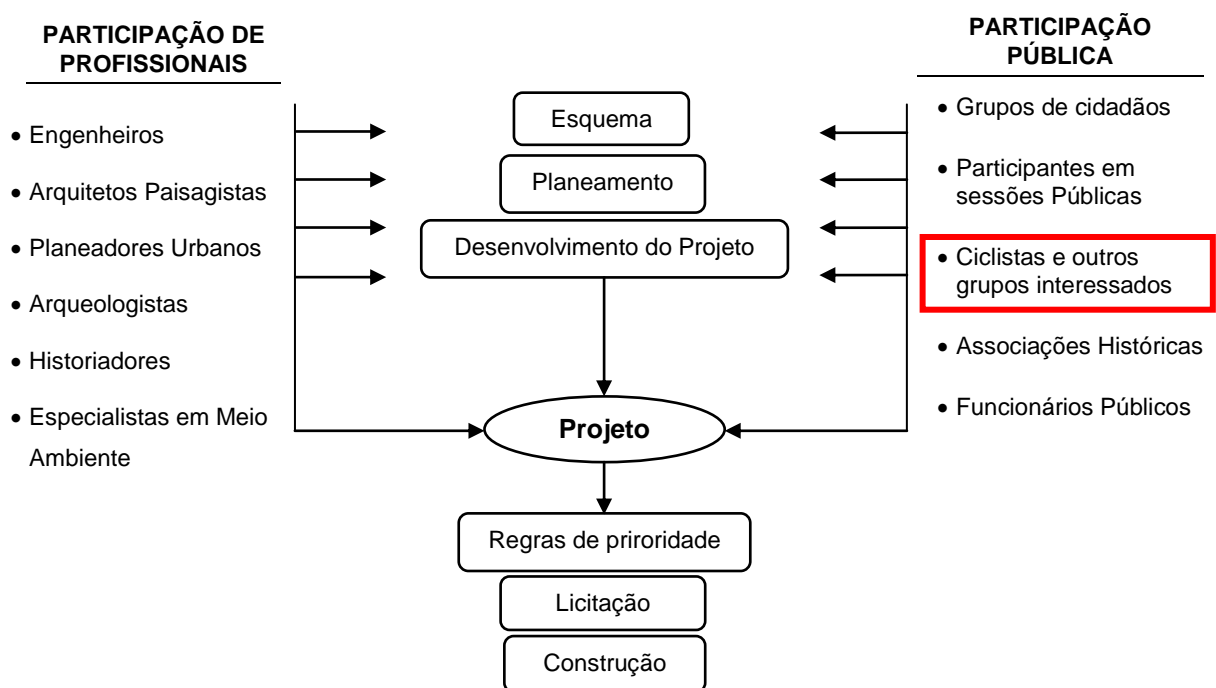 PARTICIPAÇÃO DE
PROFISSIONAIS
• Engenheiros
• Arquitetos Paisagistas
• Planeadores Urbanos
• Arqueologistas
• Historiadores
• Especialistas em Meio
Ambiente
Esquema
Planeamento
Desenvolvimento do Projeto
Projeto
Regras de priroridade
Licitação
Construção
PARTICIPAÇÃO
PÚBLICA
• Grupos de cidadãos
• Participantes em
sessões Públicas
• Ciclistas e outros
grupos interessados
• Associações Históricas
• Funcionários Públicos